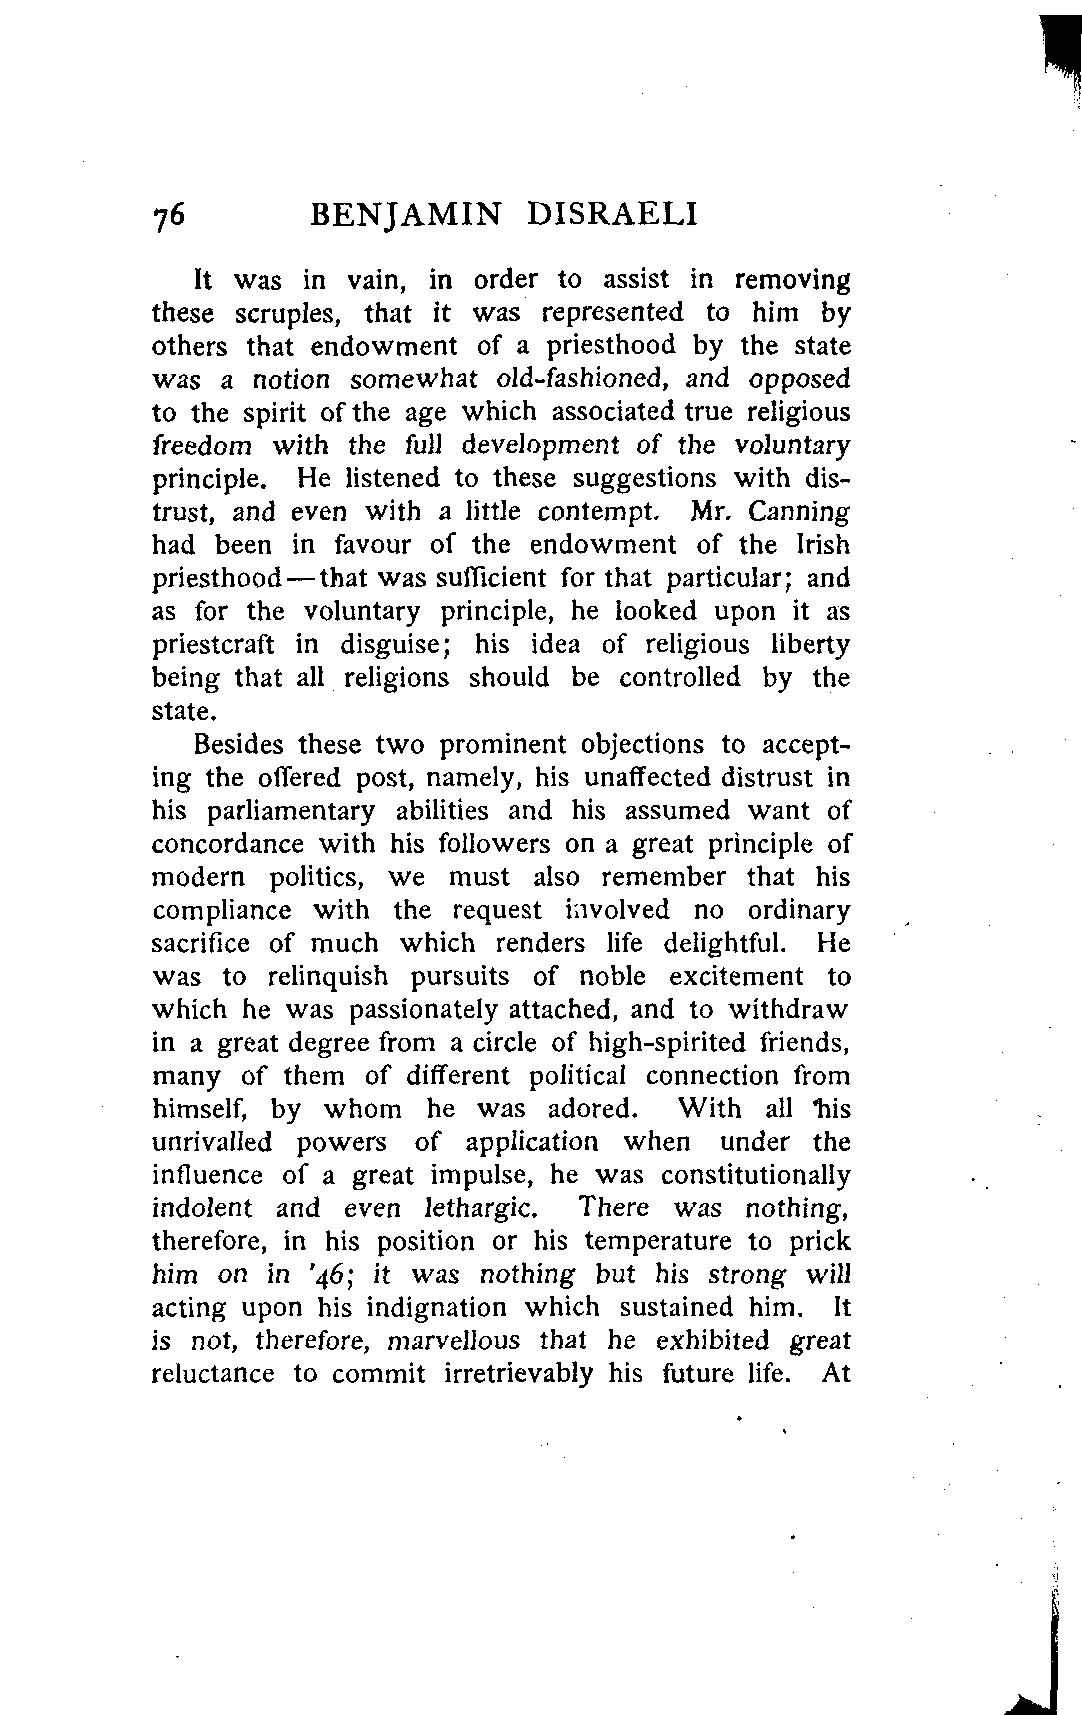 76 BENJAMIN DISRAELI
It was in vain, in order to assist in removing
these scruples, that it was represented to him by
others that endowment of a priesthood by the state
was a notion somewhat old-fashioned, and opposed
to the spirit of the age which associated true religious
freedom with the full development of the voluntary
principle. He listened to these suggestions with dis-
trust, and even with a little contempt. Mr. Canning
had been in favour of the endowment of the Irish
priesthood—that was sufficient for that particular; and
as for the voluntary principle, he looked upon it as
priestcraft in disguise; his idea of religious liberty
being that all religions should be controlled by the
state.
Besides these two prominent objections to accept-
ing the offered post, namely, his unaffected distrust in
his parliamentary abilities and his assumed want of
concordance with his followers on a great principle of
modern politics, we must also remember that his
compliance with the request involved no ordinary
sacrifice of much which renders life delightful. He
was to relinquish pursuits of noble excitement to
which he was passionately attached, and to withdraw
in a great degree from a circle of high-spirited friends,
many of them of different political connection from
himself, by whom he was adored. With all his
unrivalled powers of application when under the
influence of a great impulse, he was constitutionally
indolent and even lethargic. There was nothing,
therefore, in his position or his temperature to prick
him on in '46; it was nothing but his strong will
acting upon his indignation which sustained him. It
is not, therefore, marvellous that he exhibited great
reluctance to commit irretrievably his future life. At